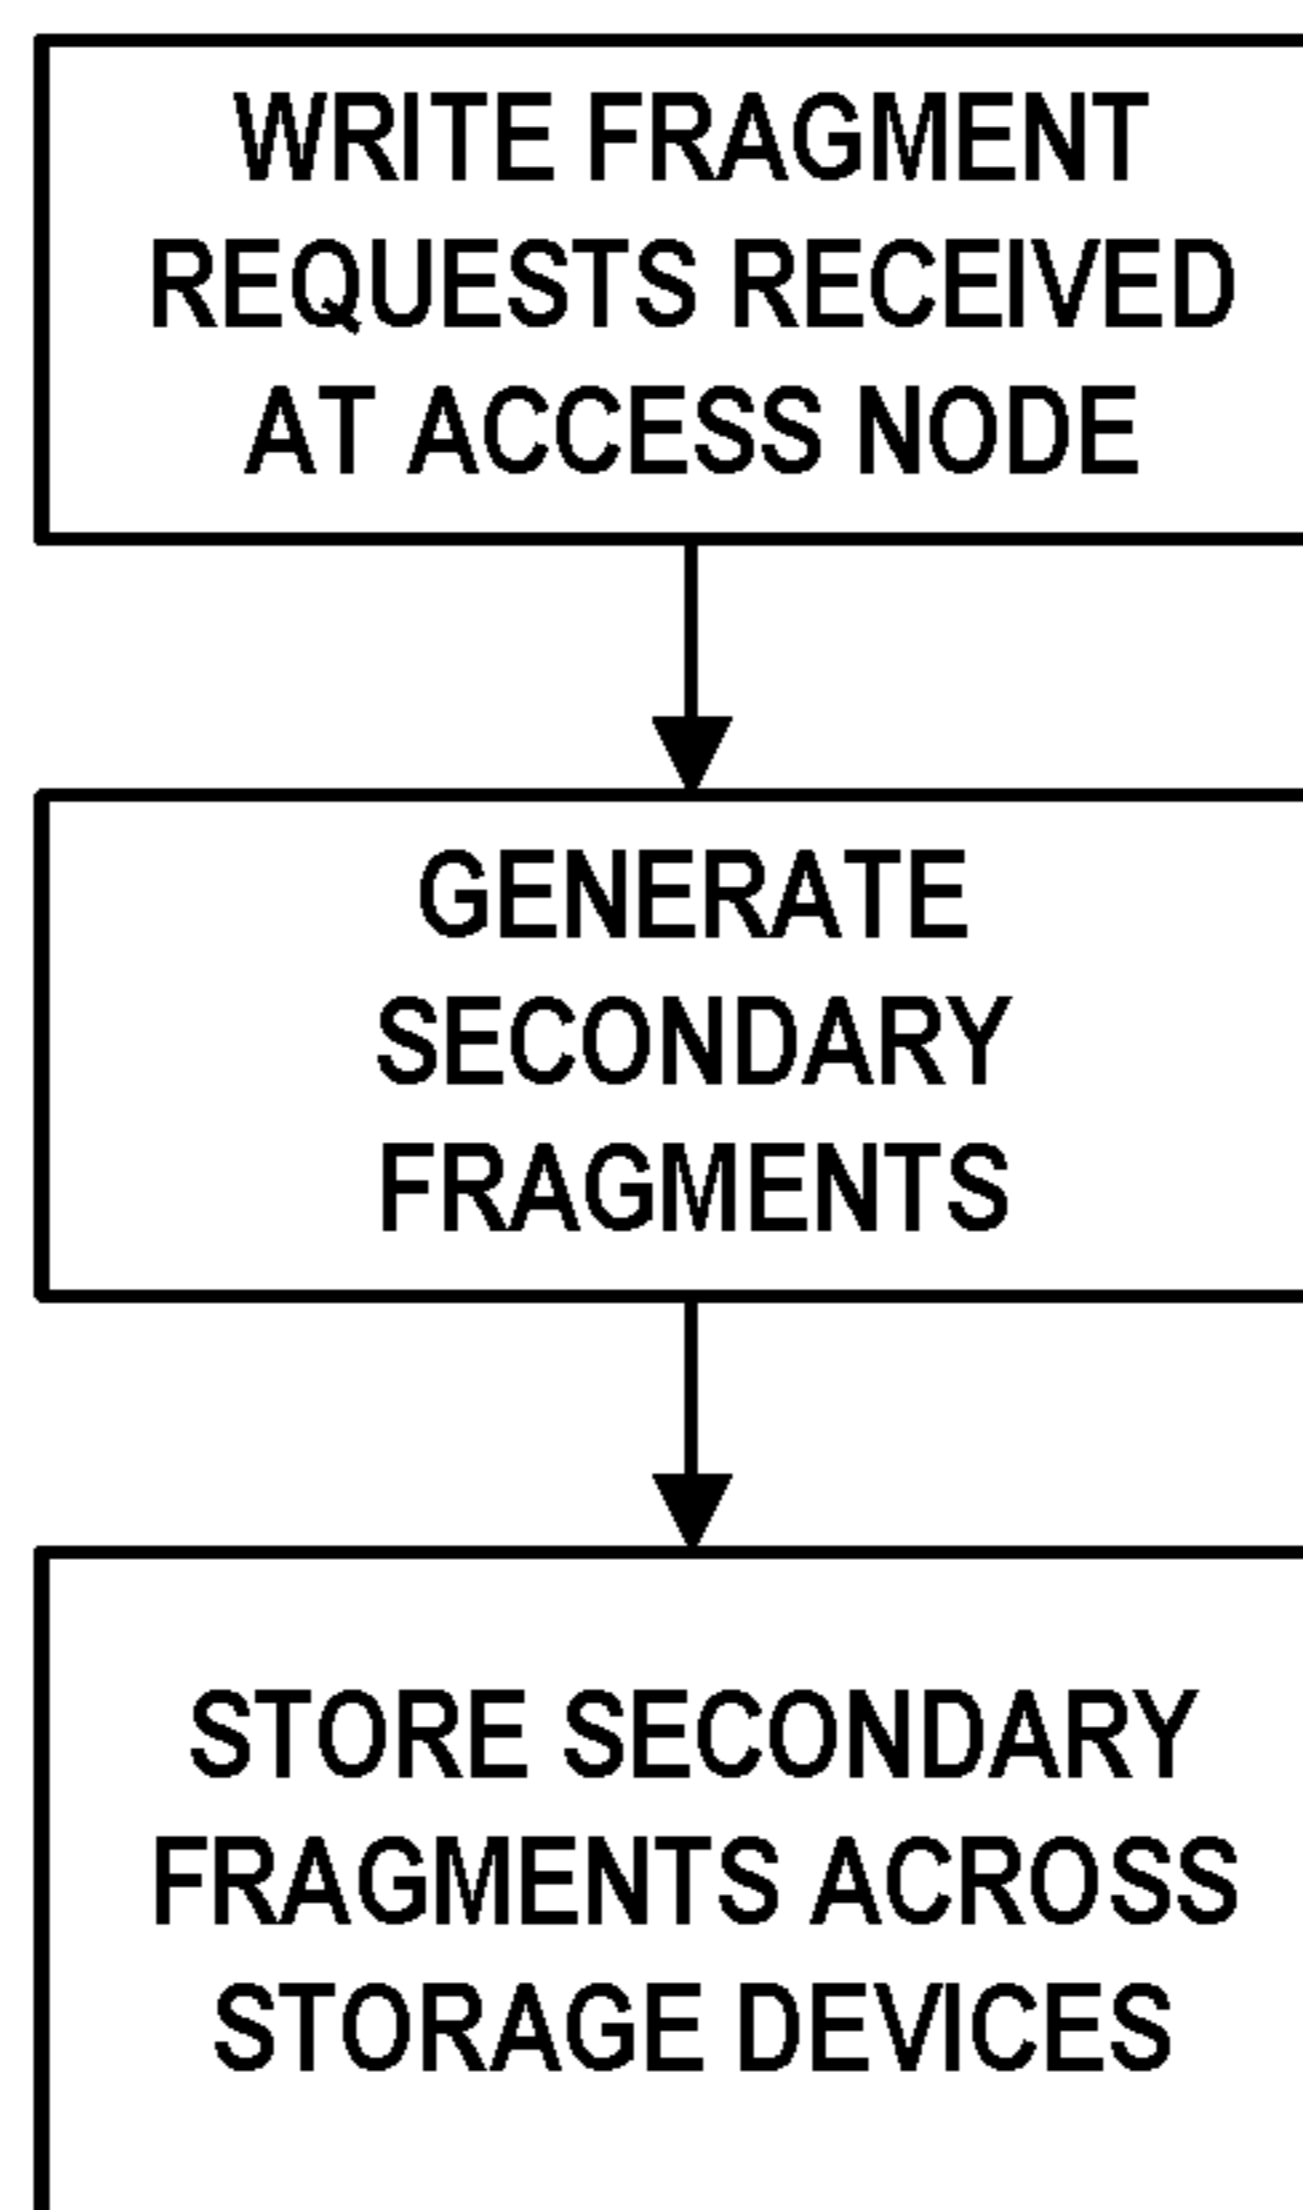 WRITE FRAGMENT
REQUESTS RECEIVED
AT ACCESS NODE
GENERATE
SECONDARY
FRAGMENTS
STORE SECONDARY
FRAGMENTS ACROSS
STORAGE DEVICES